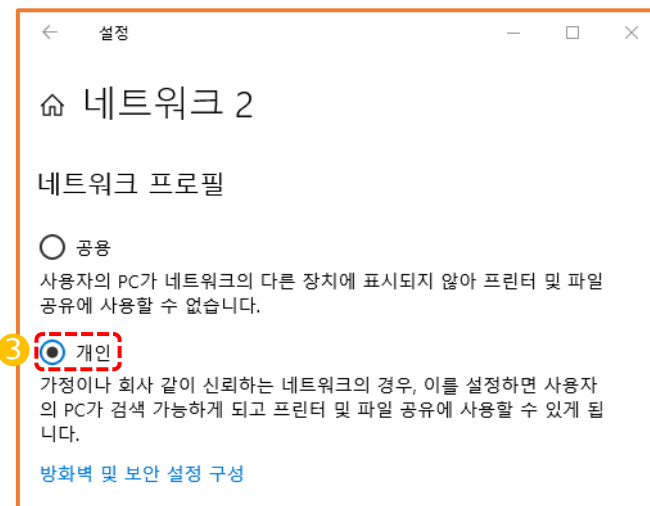 설정
네트워크 2
네트워크 프로필
공용
사용자의 PC가 네트워크의 다른 장치에 표시되지 않아 프린터 및 파일
공유에 사용할 수 없습니다.
3 개인
가정이나 회사 같이 신뢰하는 네트워크의 경우, 이를 설정하면 사용자
의 PC가 검색 가능하게 되고 프린터 및 파일 공유에 사용할 수 있게 됩
니다.
방화벽 및 보안 설정 구성